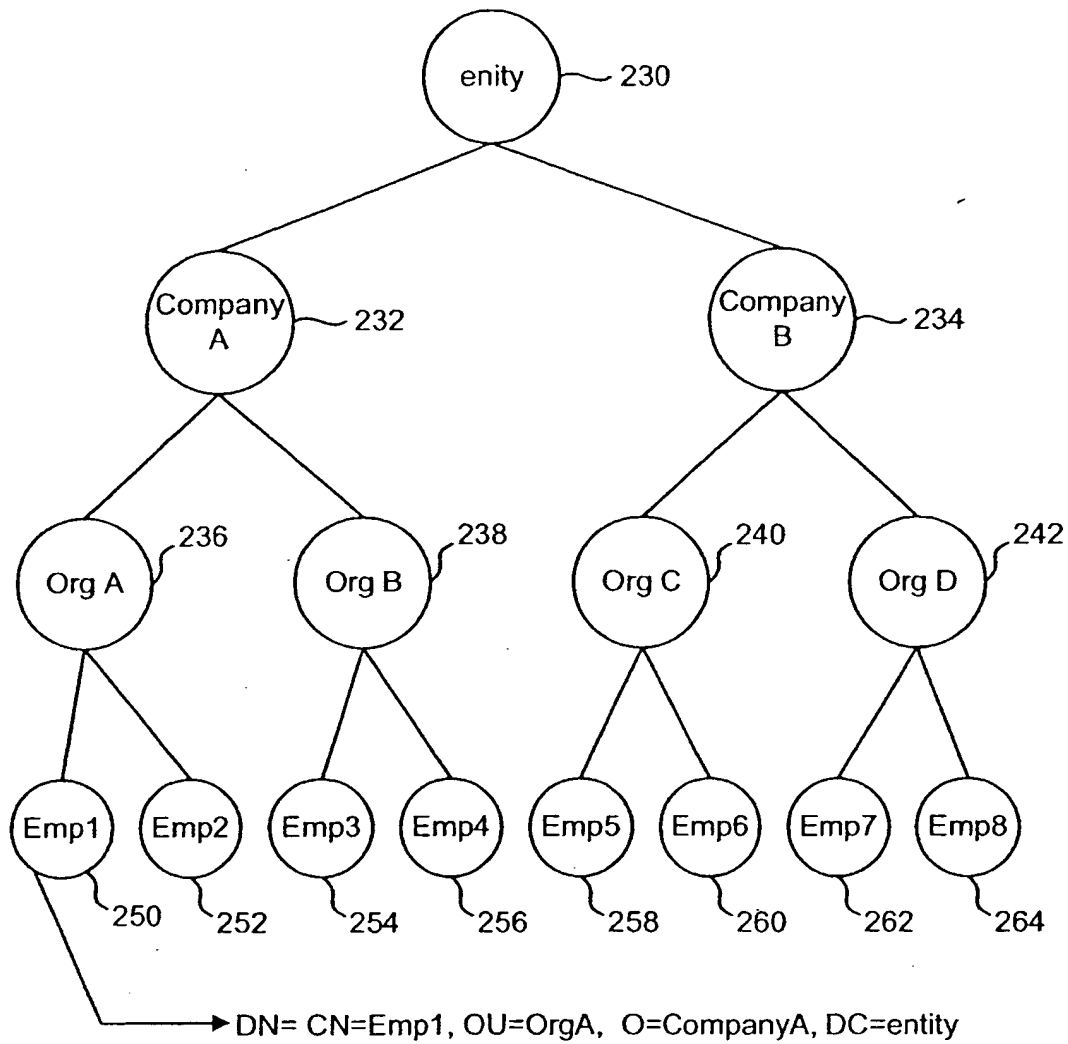 enity
230
Company
A
232
Company
B
234
Org A
236
Org B
238
Org C
240
Org D
242
Emp1
Emp2
Emp3
Emp4
Emp5
Emp6
Emp7
Emp8
250
252
254
256
258
260
262
264
DN= CN=Emp1, OU=OrgA, O=CompanyA, DC=entity